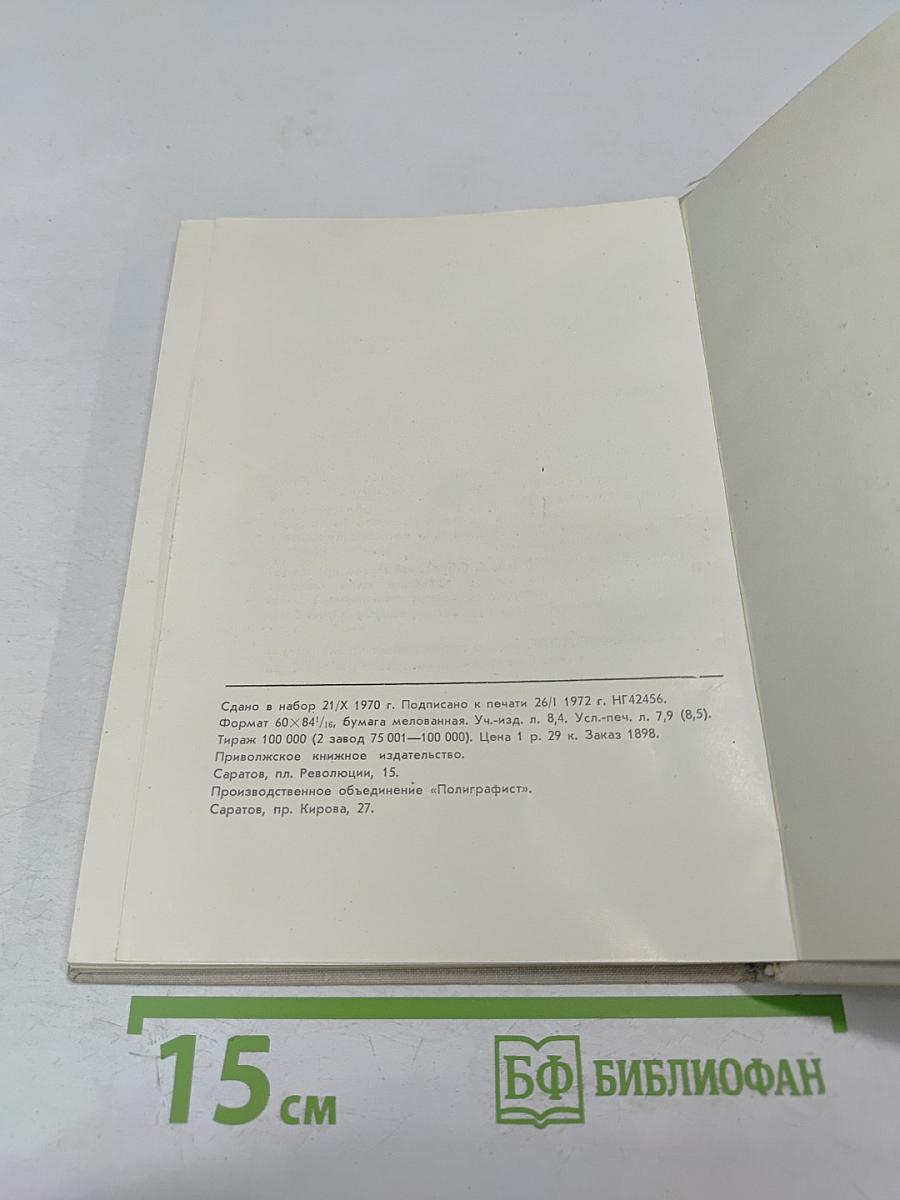 Сдано в набор 21/X 1970 г. Подписано к печати 26/I 1972 г. НГ42456.
Формат 60×84¹/₁₆, бумага мелованная. Уч.-изд. л. 8,4. Усл.-печ. л. 7,9 (8,5).
Тираж 100 000 (2 завод 75 001—100 000). Цена 1 р. 29 к. Заказ 1898.
Приволжское книжное издательство.
Саратов, пл. Революции, 15.
Производственное объединение «Полиграфист».
Саратов, пр. Кирова, 27.
15 см
БФ БИБЛИОФАН